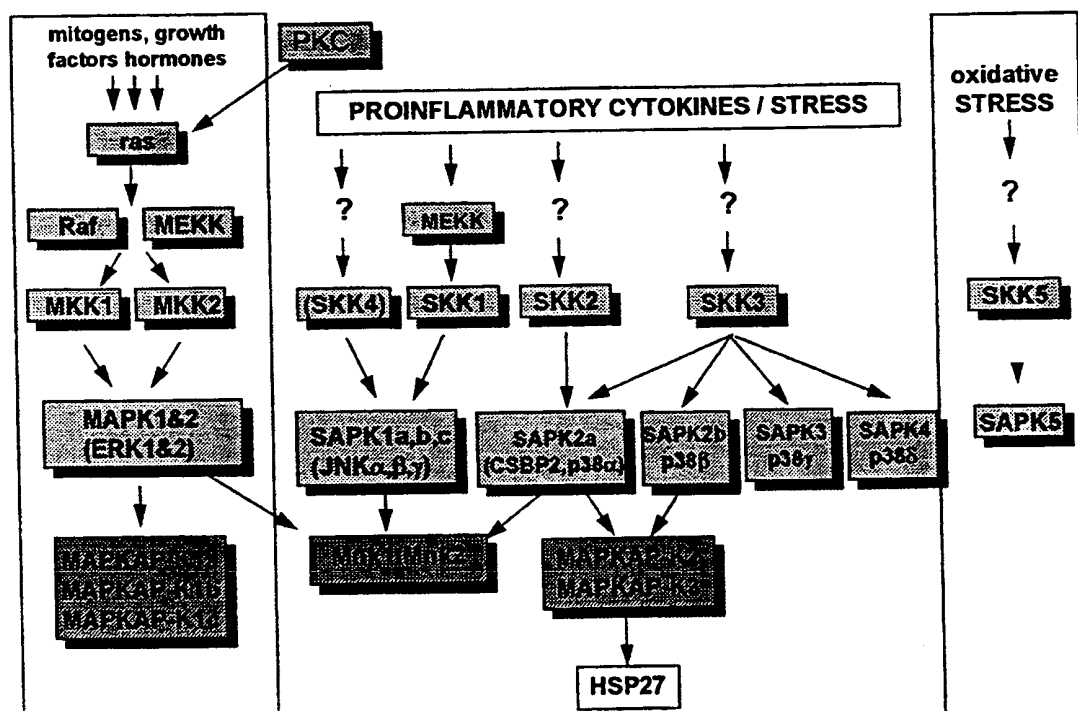 mitogens, growth
factors hormones
PKC
ras
Raf
MEKK
MKK1
MKK2
MAPK1&2
(ERK1&2)
MAPKAP-K1b
PROINFLAMMATORY CYTOKINES / STRESS
?
MEKK
?
?
(SKK4)
SKK1
SKK2
SKK3
SAPK1a,b,c
(JNKα,β,γ)
SAPK2a
(CSBP2,p38α)
SAPK2b
p38β
SAPK3
p38γ
SAPK4
p38δ
MAPKAP-K3
HSP27
oxidative
STRESS
?
SKK5
SAPK5